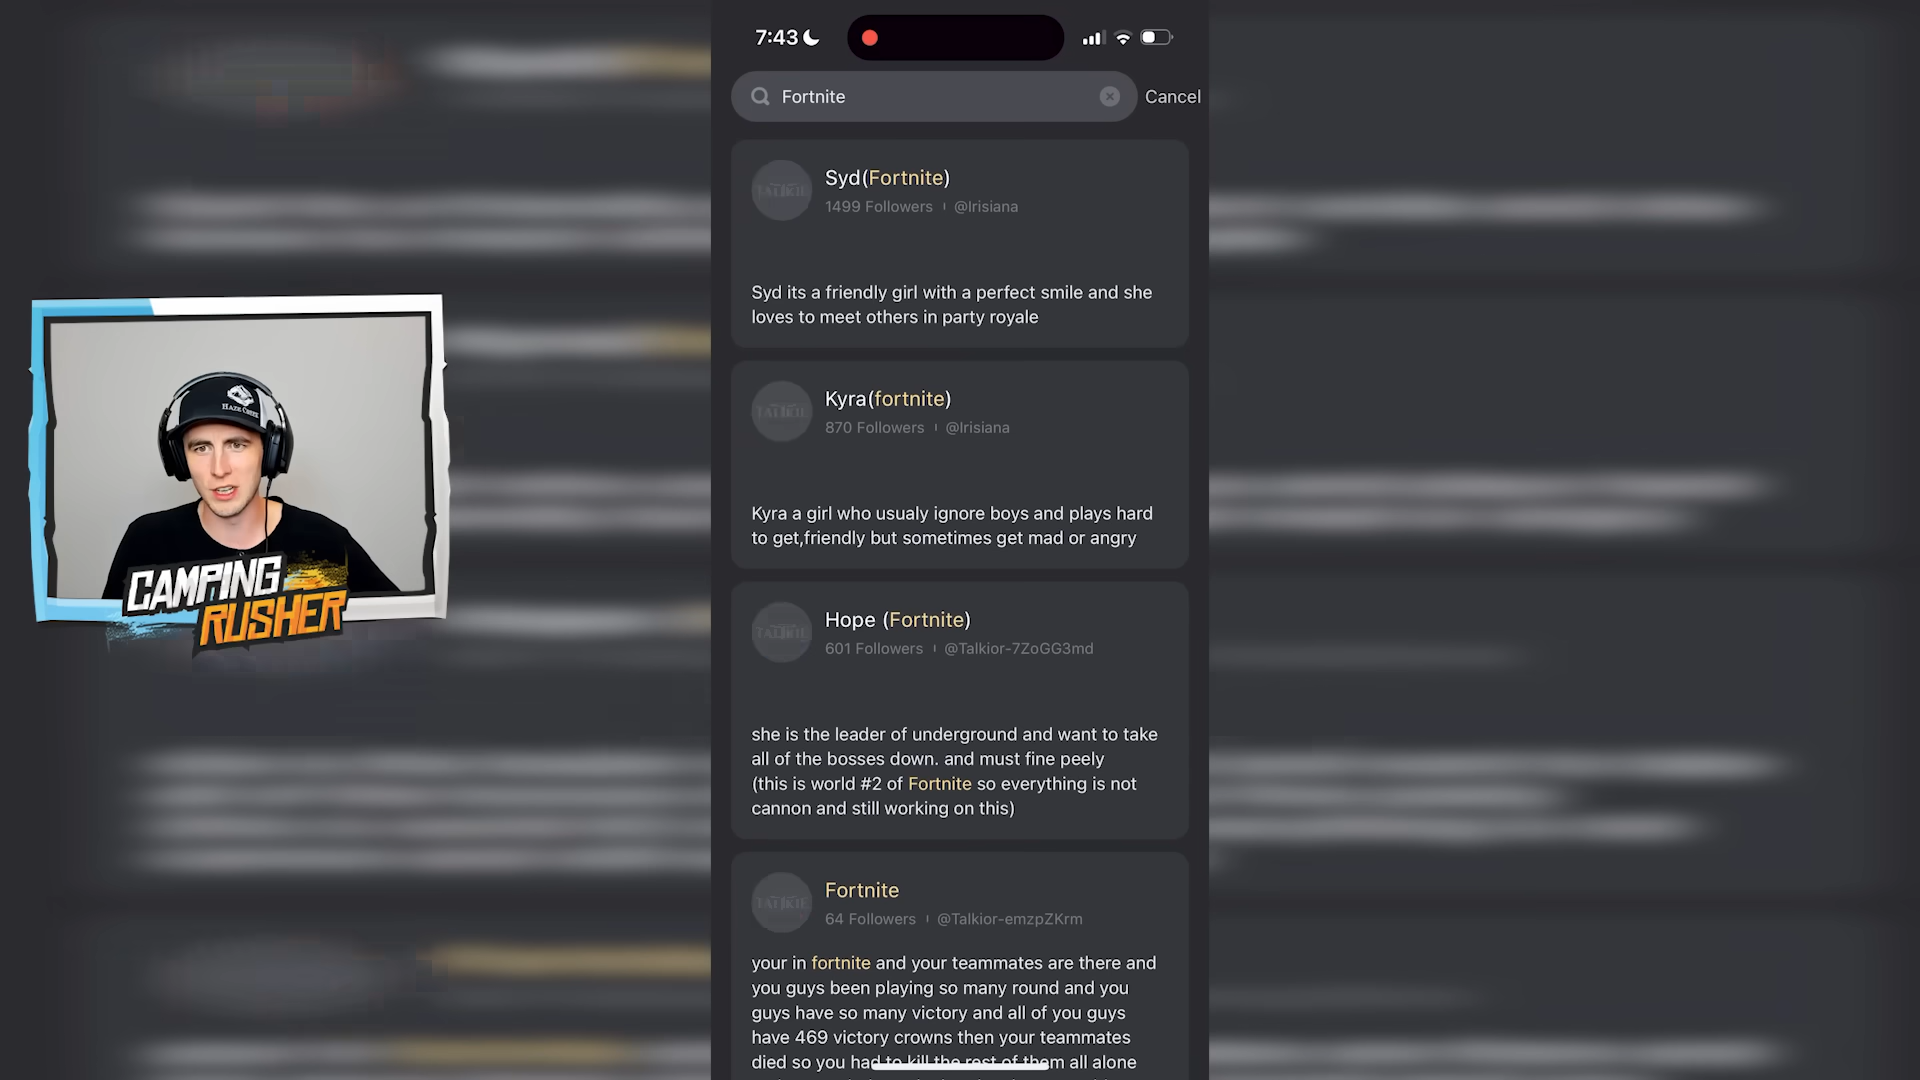 7:43
Fortnite
Cancel
Syd(Fortnite)
1499 Followers @Irisiana
Syd its a friendly girl with a perfect smile and she
loves to meet others in party royale
Kyra(fortnite)
870 Followers @Irisiana
Kyra a girl who usualy ignore boys and plays hard
to get,friendly but sometimes get mad or angry
Hope (Fortnite)
601 Followers @Talkior-7ZoGG3md
she is the leader of underground and want to take
all of the bosses down. and must fine peely
(this is world #2 of Fortnite so everything is not
cannon and still working on this)
Fortnite
64 Followers @Talkior-emzpZKrm
your in fortnite and your teammates are there and
you guys been playing so many round and you
guys have so many victory and all of you guys
have 469 victory crowns then your teammates
died so you had to kill the rest of them all alone
HAZE CREEK
CAMPING
RUSHER